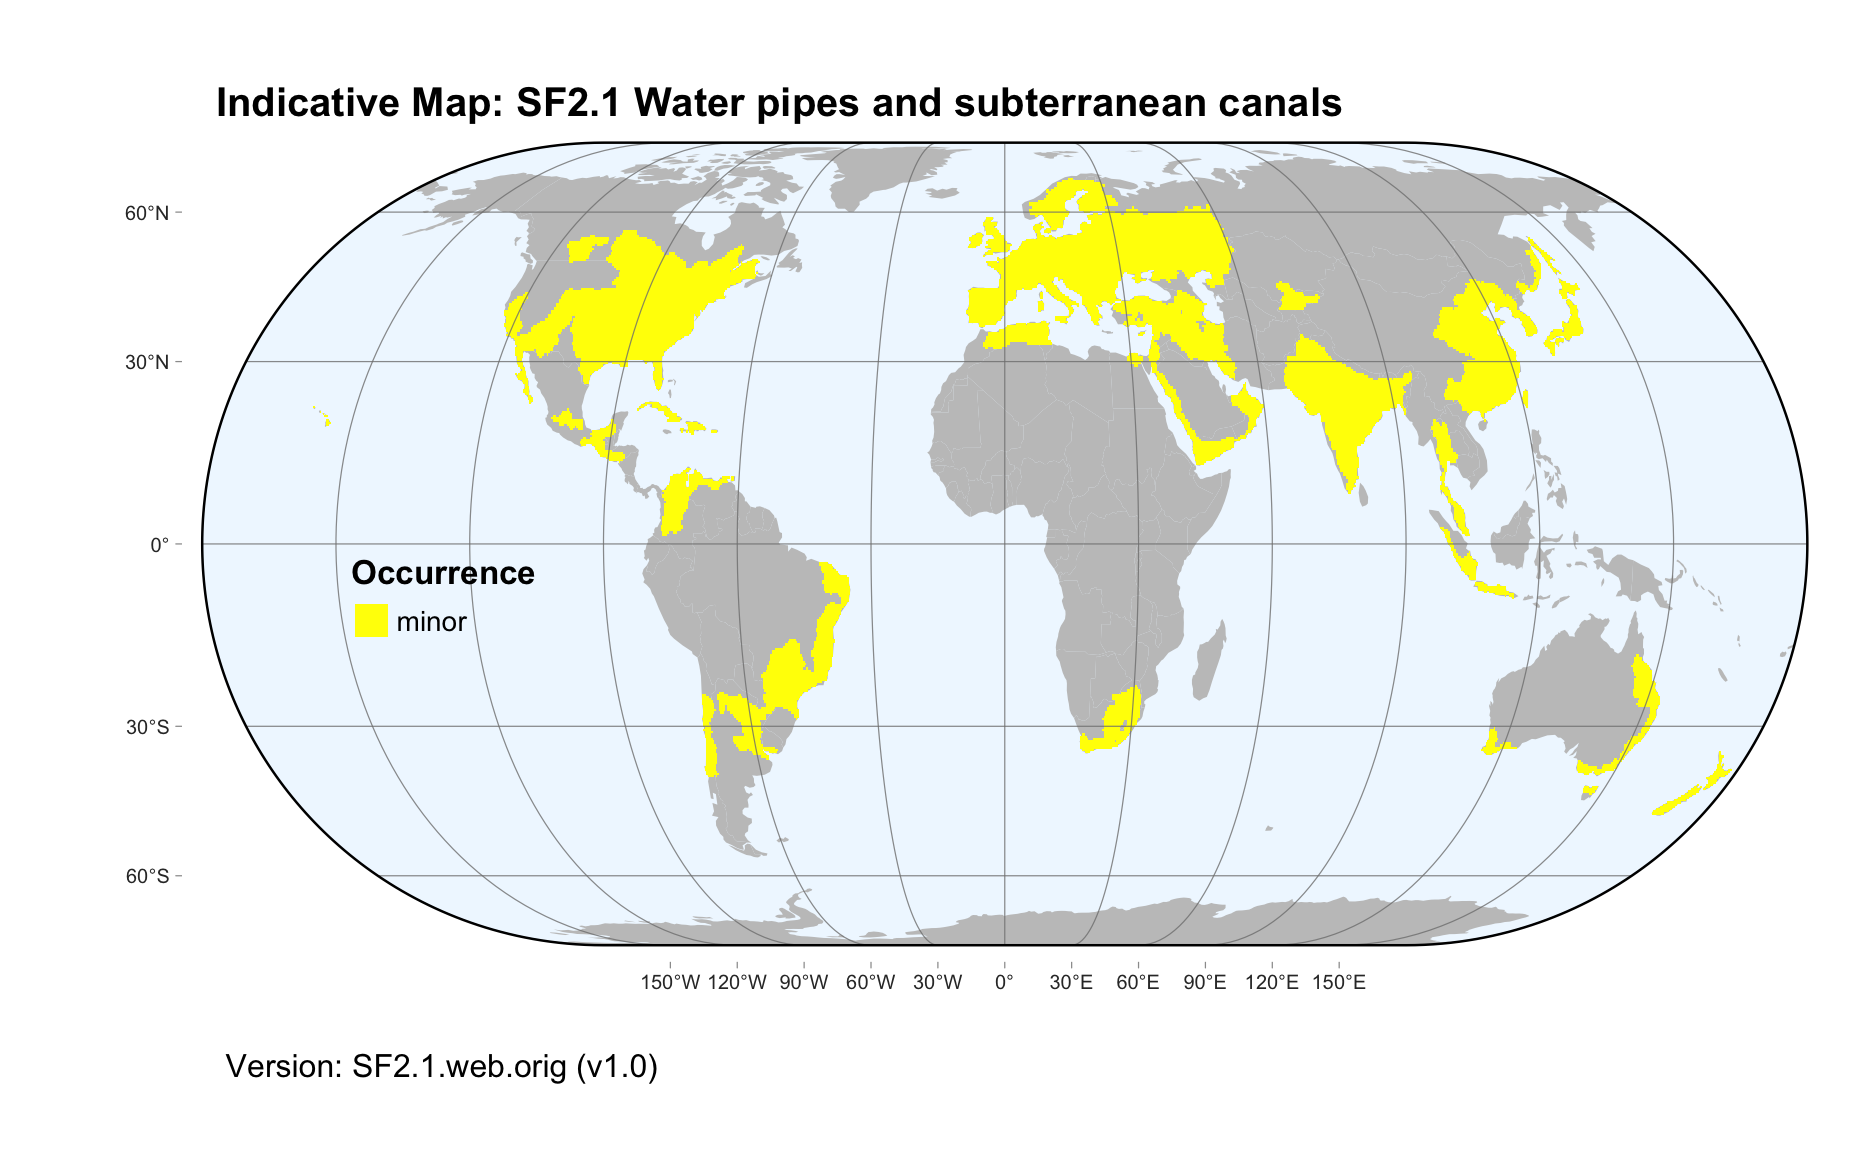 Indicative Map: SF2.1 Water pipes and subterranean canals
60°N
30°N
0°
30°S
60°S
Occurrence
minor
150°W 120°W 90°W 60°W 30°W 0° 30°E 60°E 90°E 120°E 150°E
Version: SF2.1.web.orig (v1.0)